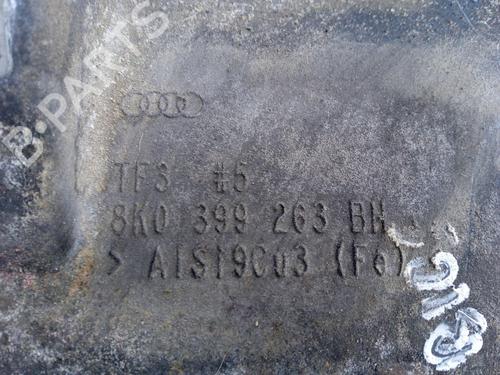 B-PARTS
TF3 #5
8K0 399 263 BH
> AlSi9Cu3 (Fe)